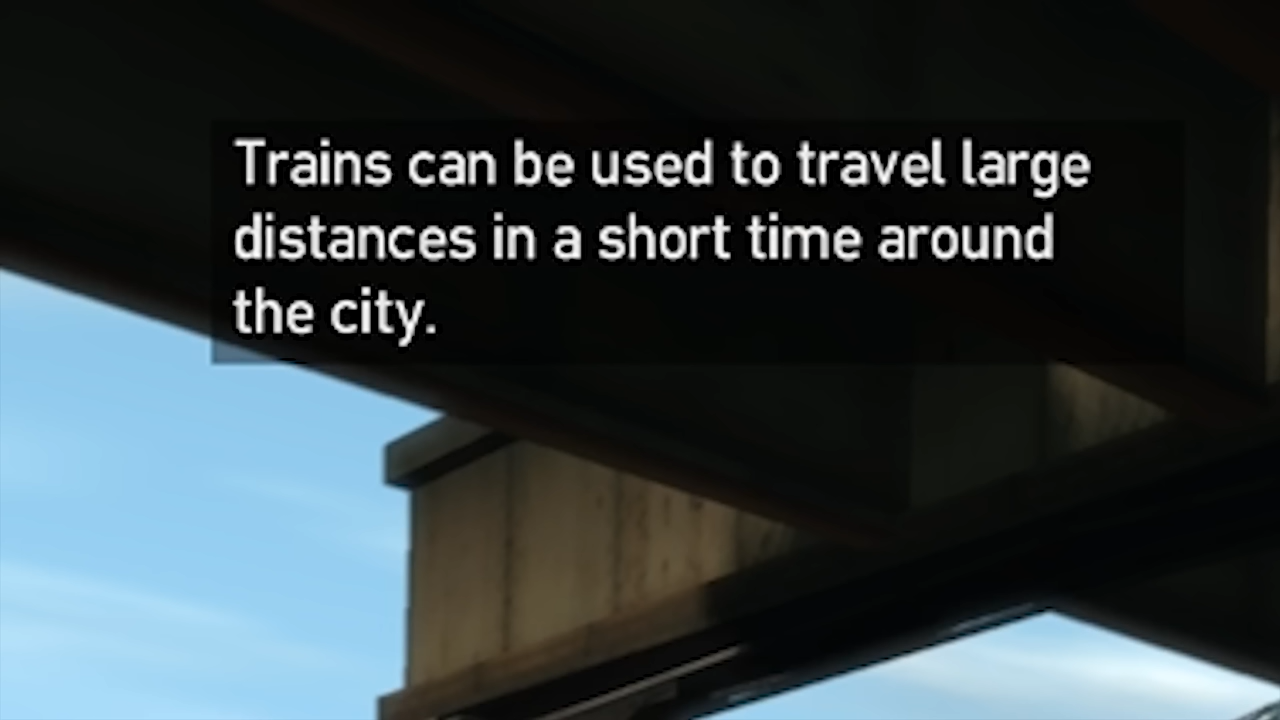 Trains can be used to travel large
distances in a short time around
the city.